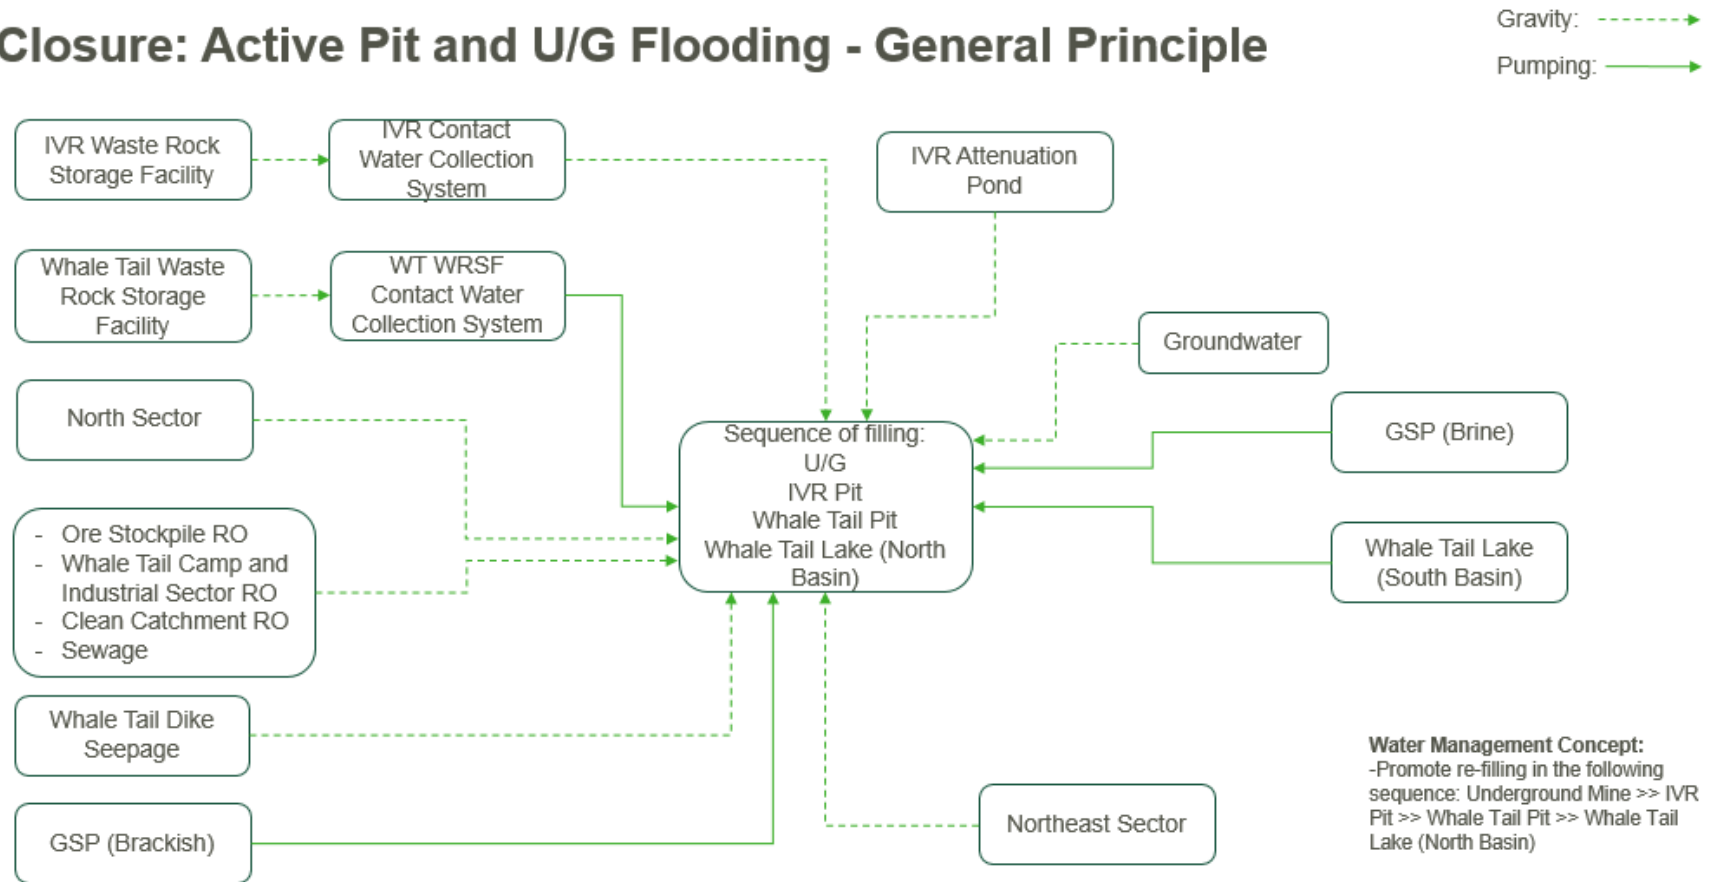 Closure: Active Pit and U/G Flooding - General Principle
Gravity:
Pumping:
IVR Waste Rock
Storage Facility
IVR Contact
Water Collection
System
IVR Attenuation
Pond
Whale Tail Waste
Rock Storage
Facility
WT WRSF
Contact Water
Collection System
Groundwater
North Sector
GSP (Brine)
Sequence of filling:
U/G
IVR Pit
Whale Tail Pit
Whale Tail Lake (North
Basin)
- Ore Stockpile RO
- Whale Tail Camp and
Industrial Sector RO
- Clean Catchment RO
- Sewage
Whale Tail Lake
(South Basin)
Whale Tail Dike
Seepage
GSP (Brackish)
Northeast Sector
Water Management Concept:
-Promote re-filling in the following
sequence: Underground Mine >> IVR
Pit >> Whale Tail Pit >> Whale Tail
Lake (North Basin)